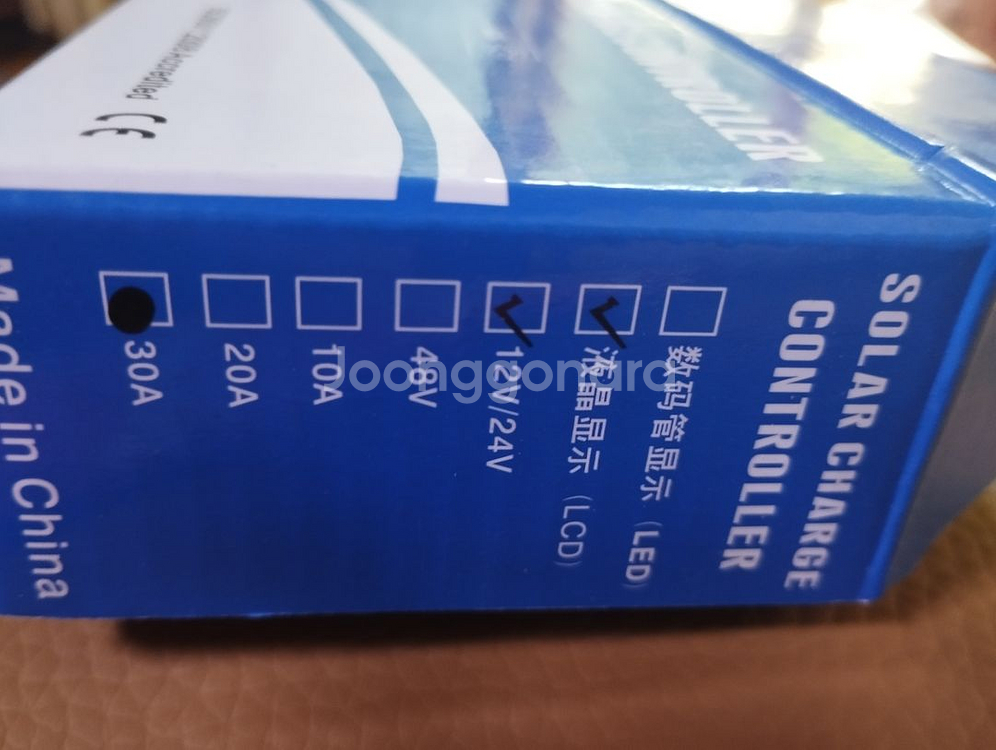 SOLAR CHARGE
CONTROLLER
数码管显示（LED）
液晶显示（LCD）
12V/24V
48V
10A
20A
30A
Made in China
CE
Joongoonara